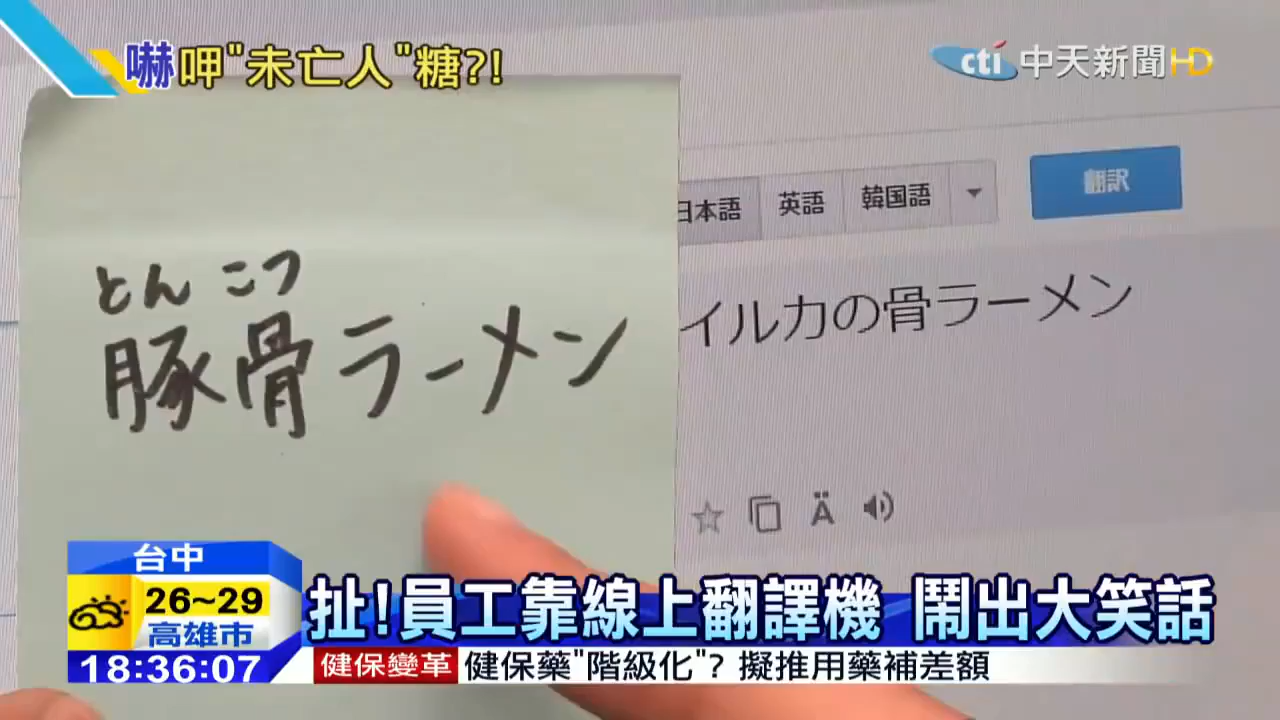 嚇呷"未亡人"糖?!
cti 中天新聞HD
日本語 英語 韓国語
翻訳
とんこつ
豚骨ラーメン
イルカの骨ラーメン
Ä
台中
26~29
高雄市
18:36:07
扯!員工靠線上翻譯機 鬧出大笑話
健保變革 健保藥"階級化"? 擬推用藥補差額